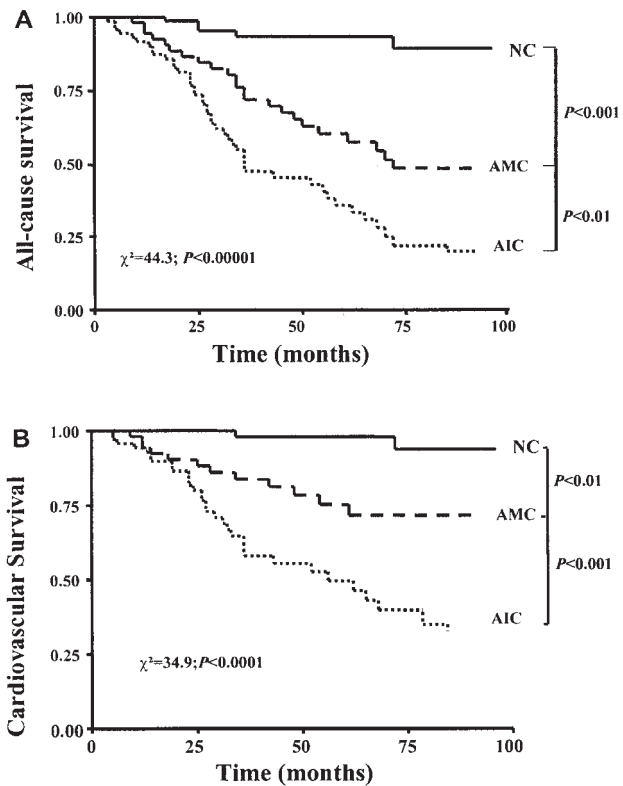 A
All-cause survival
1.00
0.75
0.50
0.25
0.00
NC
AMC
AIC
P<0.001
P<0.01
χ²=44.3; P<0.00001
0
25
50
75
100
Time (months)
B
Cardiovascular Survival
1.00
0.75
0.50
0.25
0.00
NC
AMC
AIC
P<0.01
P<0.001
χ²=34.9;P<0.0001
0
25
50
75
100
Time (months)